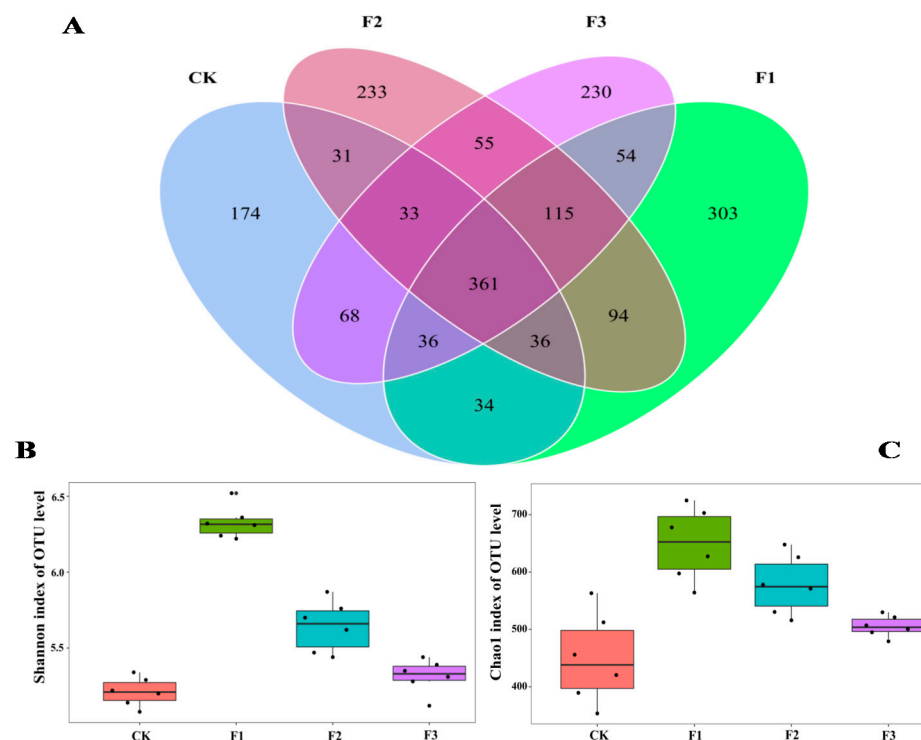 A
F2
F3
CK
F1
233
230
31
55
54
174
33
115
303
361
68
94
36
36
34
B
C
Shannon index of OTU level
6.5
6.0
5.5
CK
F1
F2
F3
Chao1 index of OTU level
700
600
500
400
CK
F1
F2
F3